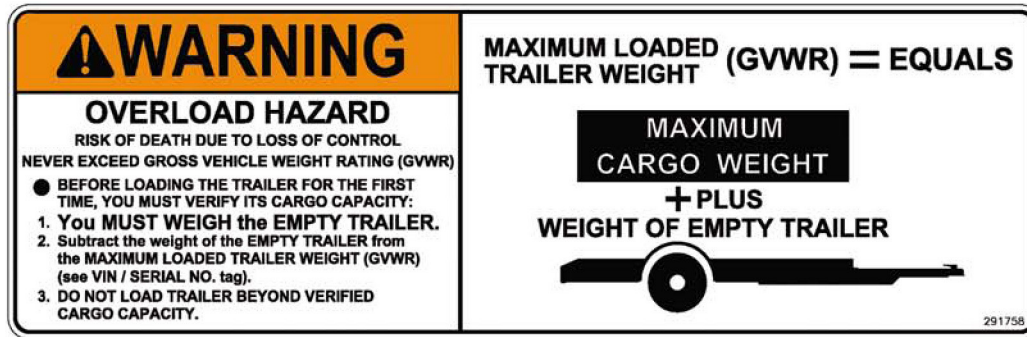 WARNING
OVERLOAD HAZARD
RISK OF DEATH DUE TO LOSS OF CONTROL
NEVER EXCEED GROSS VEHICLE WEIGHT RATING (GVWR)
● BEFORE LOADING THE TRAILER FOR THE FIRST
TIME, YOU MUST VERIFY ITS CARGO CAPACITY:
1. You MUST WEIGH the EMPTY TRAILER.
2. Subtract the weight of the EMPTY TRAILER from
the MAXIMUM LOADED TRAILER WEIGHT (GVWR)
(see VIN / SERIAL NO. tag).
3. DO NOT LOAD TRAILER BEYOND VERIFIED
CARGO CAPACITY.
MAXIMUM LOADED
TRAILER WEIGHT (GVWR) = EQUALS
MAXIMUM
CARGO WEIGHT
+ PLUS
WEIGHT OF EMPTY TRAILER
291758